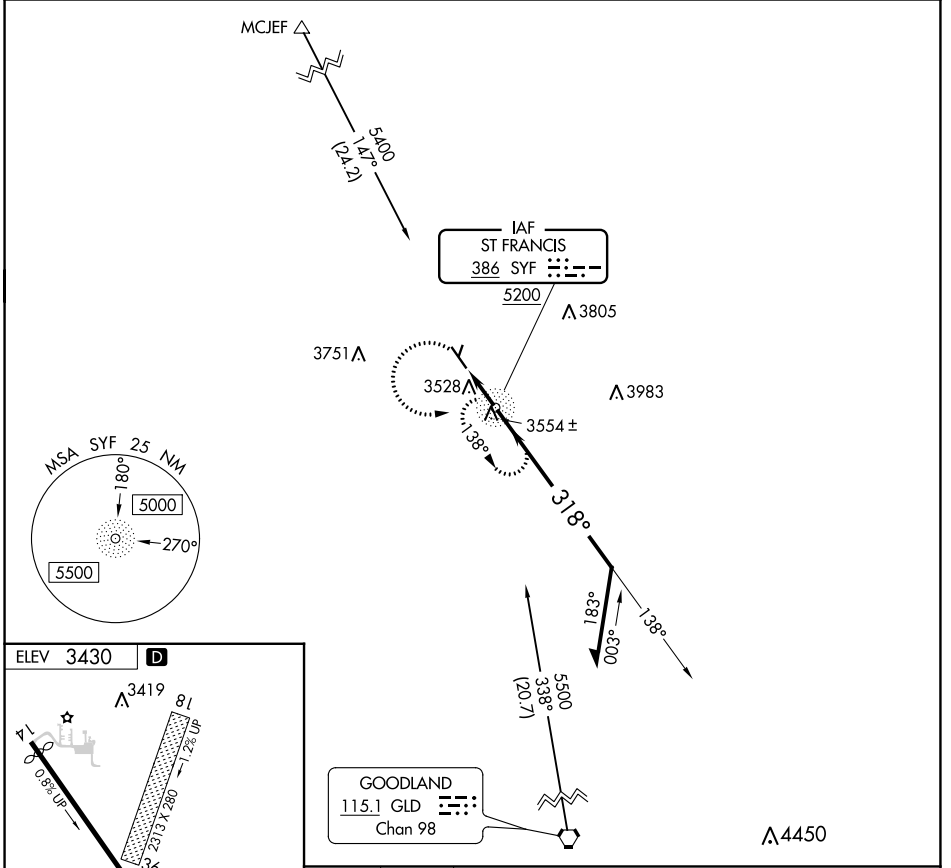 MCJEF
5400
147°
(24.2)
IAF
ST FRANCIS
386 SYF
5200
3805
3751
3528
3983
3554 ±
138°
318°
183°
003°
138°
MSA SYF 25 NM
180°
5000
270°
5500
5500
338°
(20.7)
GOODLAND
115.1 GLD
Chan 98
4450
ELEV 3430 D
3419
14
18
0.8% UP
1.2% UP
2313 X 280
36